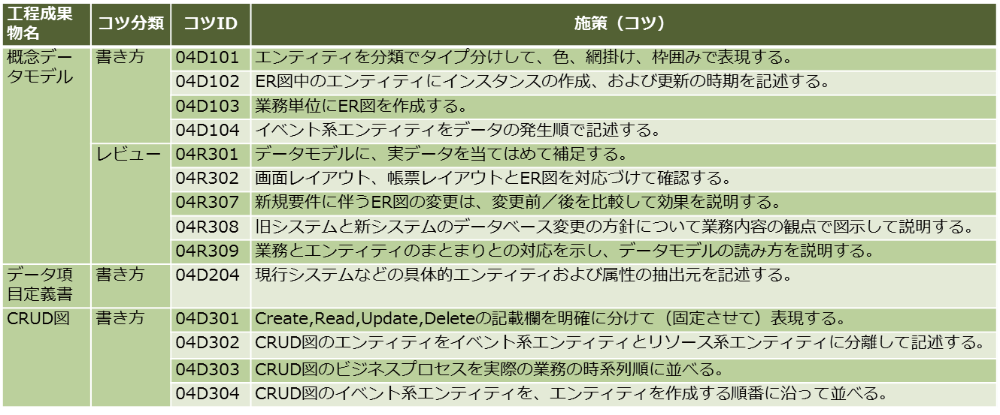 工程成果
物名
コツ分類
コツID
施策（コツ）
概念デー
タモデル
書き方
04D101
エンティティを分類でタイプ分けして、色、網掛け、枠囲みで表現する。
04D102
ER図中のエンティティにインスタンスの作成、および更新の時期を記述する。
04D103
業務単位にER図を作成する。
04D104
イベント系エンティティをデータの発生順で記述する。
レビュー
04R301
データモデルに、実データを当てはめて補足する。
04R302
画面レイアウト、帳票レイアウトとER図を対応づけて確認する。
04R307
新規要件に伴うER図の変更は、変更前／後を比較して効果を説明する。
04R308
旧システムと新システムのデータベース変更の方針について業務内容の観点で図示して説明する。
04R309
業務とエンティティのまとまりとの対応を示し、データモデルの読み方を説明する。
データ項
目定義書
書き方
04D204
現行システムなどの具体的エンティティおよび属性の抽出元を記述する。
CRUD図
書き方
04D301
Create,Read,Update,Deleteの記載欄を明確に分けて（固定させて）表現する。
04D302
CRUD図のエンティティをイベント系エンティティとリソース系エンティティに分離して記述する。
04D303
CRUD図のビジネスプロセスを実際の業務の時系列順に並べる。
04D304
CRUD図のイベント系エンティティを、エンティティを作成する順番に沿って並べる。